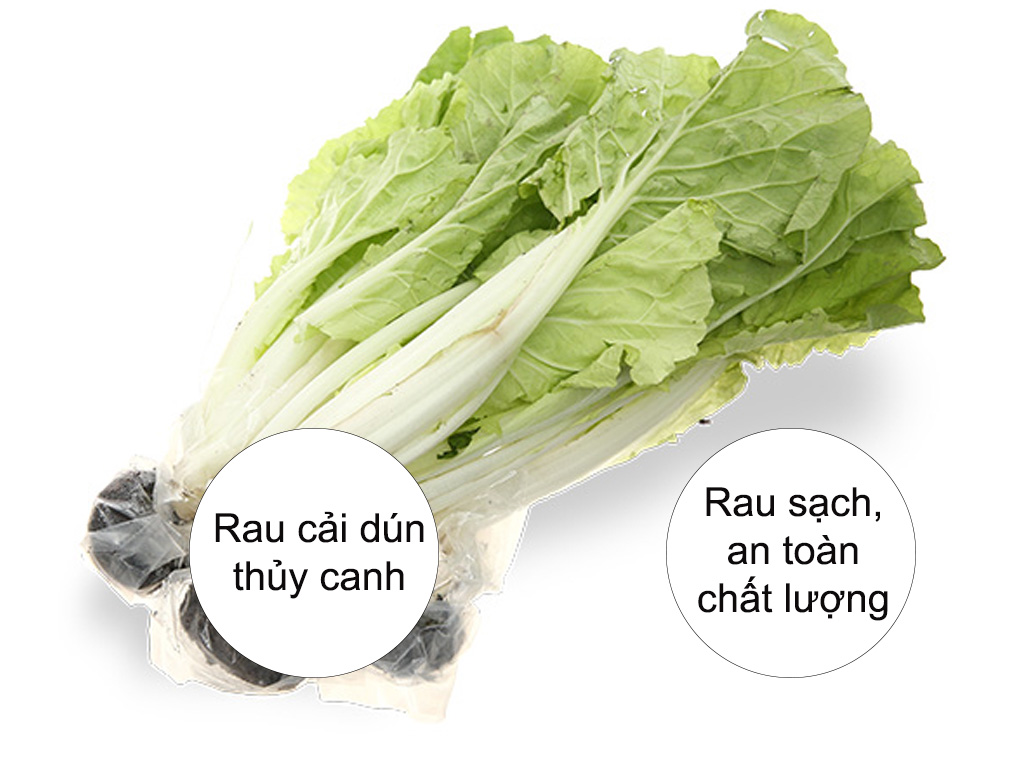 Rau cải dún
thủy canh
Rau sạch,
an toàn
chất lượng